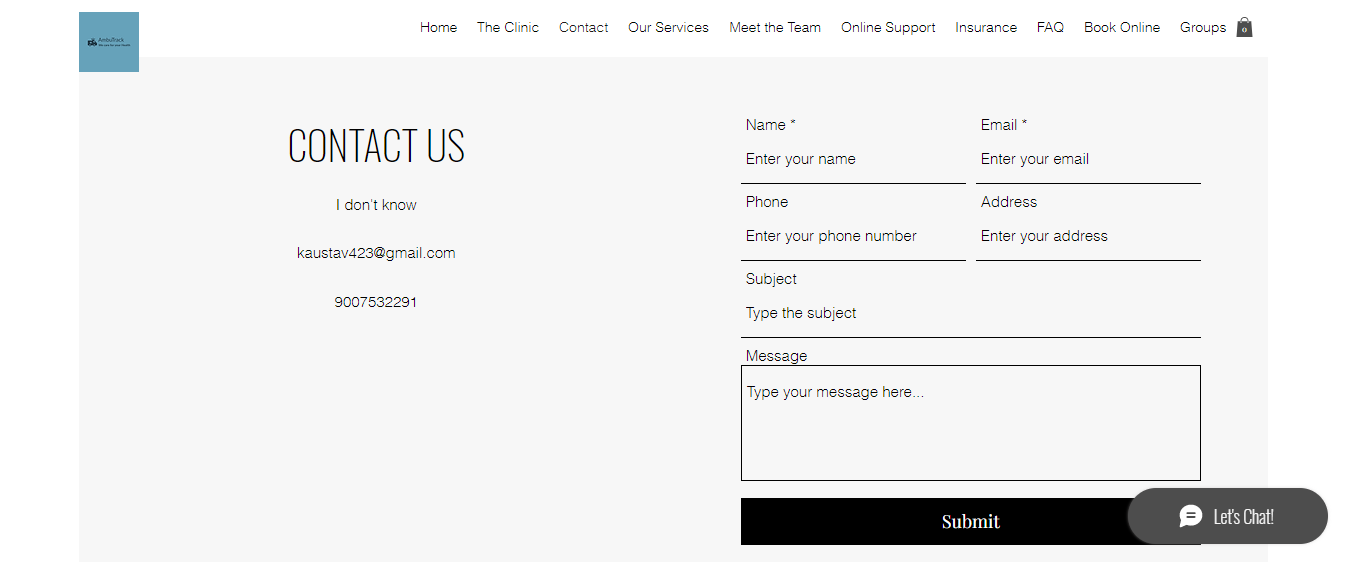 AmbuTrack
Home The Clinic Contact Our Services Meet the Team Online Support Insurance FAQ Book Online Groups 0
CONTACT US
I don't know
kaustav423@gmail.com
9007532291
Name * Email *
Enter your name Enter your email
Phone Address
Enter your phone number Enter your address
Subject
Type the subject
Message
Type your message here...
Submit
Let's Chat!